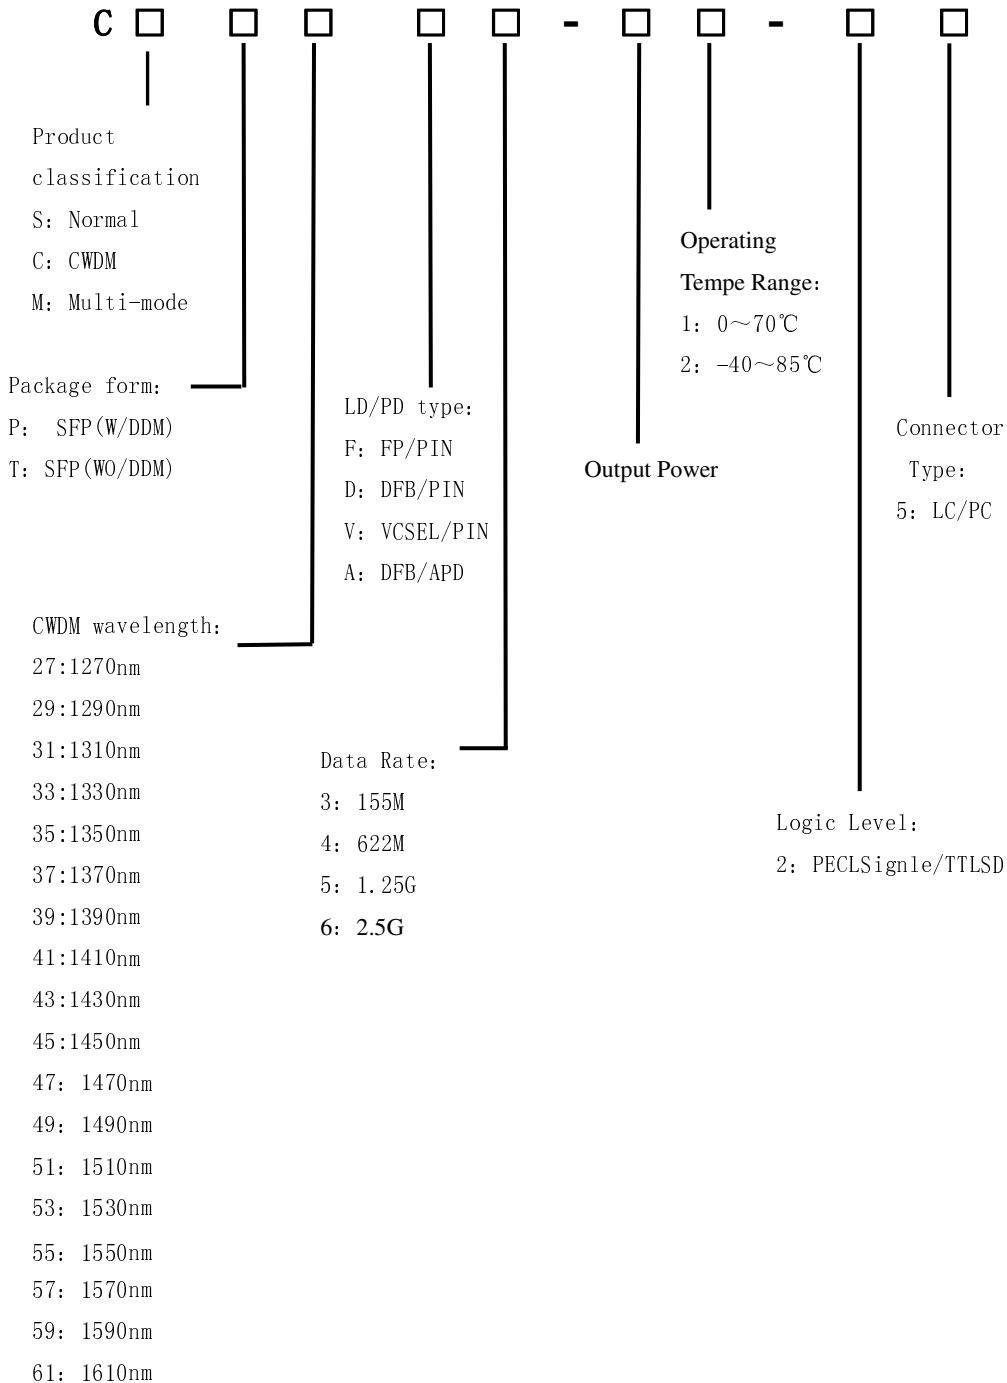 C□ □ □ □ □ - □ □ - □ □
Product
classification
S: Normal
C: CWDM
M: Multi-mode
Package form:
P: SFP(W/DDM)
T: SFP(WO/DDM)
CWDM wavelength:
27:1270nm
29:1290nm
31:1310nm
33:1330nm
35:1350nm
37:1370nm
39:1390nm
41:1410nm
43:1430nm
45:1450nm
47: 1470nm
49: 1490nm
51: 1510nm
53: 1530nm
55: 1550nm
57: 1570nm
59: 1590nm
61: 1610nm
LD/PD type:
F: FP/PIN
D: DFB/PIN
V: VCSEL/PIN
A: DFB/APD
Data Rate:
3: 155M
4: 622M
5: 1.25G
6: 2.5G
Output Power
Operating
Tempe Range:
1: 0～70℃
2: -40～85℃
Logic Level:
2: PECLSignle/TTLSD
Connector
Type:
5: LC/PC